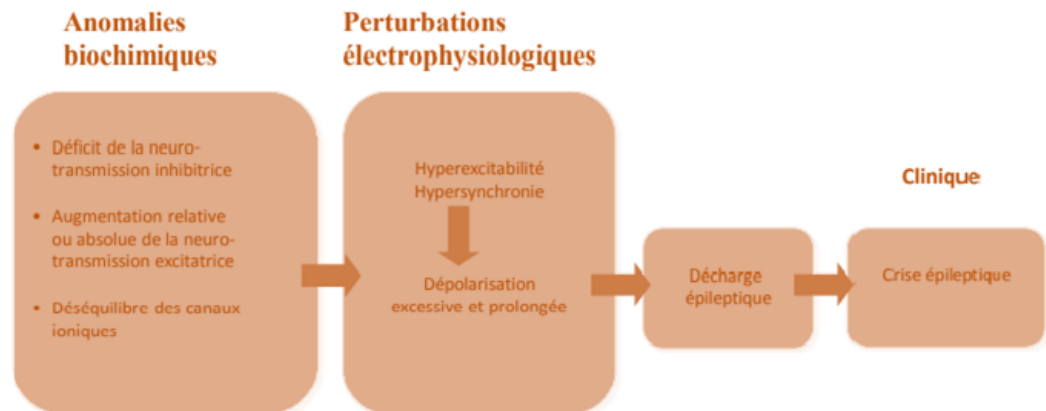 Anomalies
biochimiques
• Déficit de la neuro-
transmission inhibitrice
• Augmentation relative
ou absolue de la neuro-
transmission excitatrice
• Déséquilibre des canaux
ioniques
Perturbations
électrophysiologiques
Hyperexcitabilité
Hypersynchronie
Dépolarisation
excessive et prolongée
Décharge
épileptique
Clinique
Crise épileptique